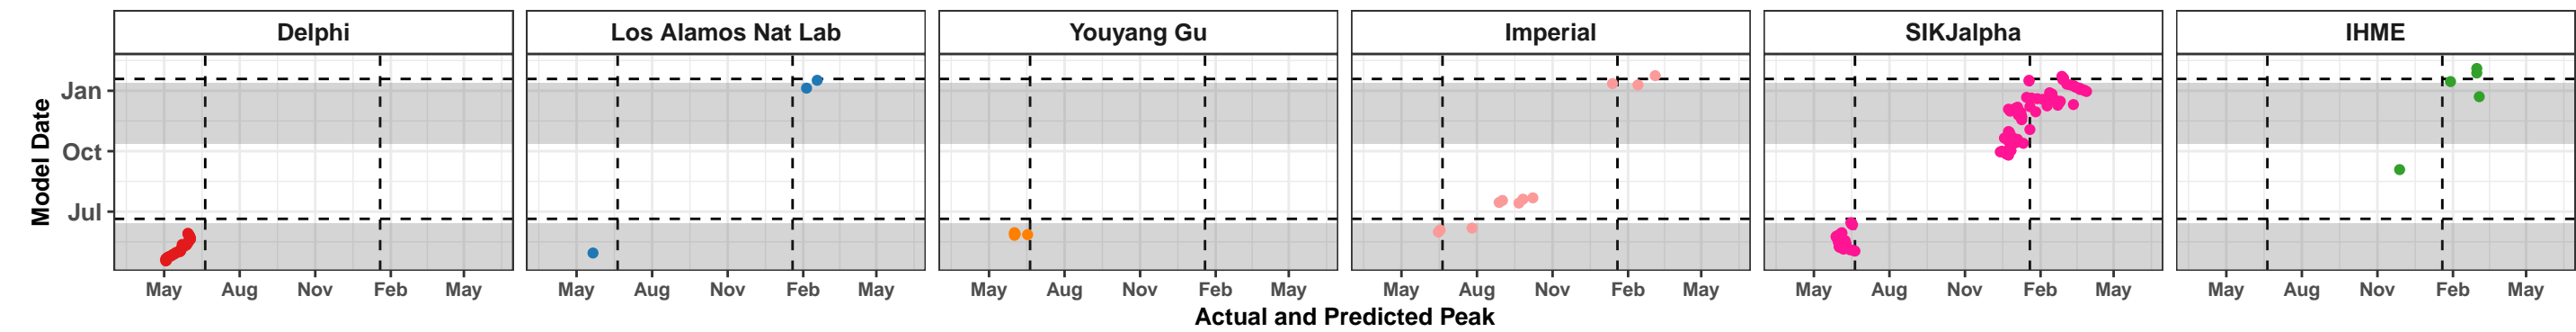 Delphi Los Alamos Nat Lab Youyang Gu Imperial SIKJalpha IHME
Model Date
Jan
Oct
Jul
May Aug Nov Feb May May Aug Nov Feb May May Aug Nov Feb May May Aug Nov Feb May May Aug Nov Feb May May Aug Nov Feb May
Actual and Predicted Peak